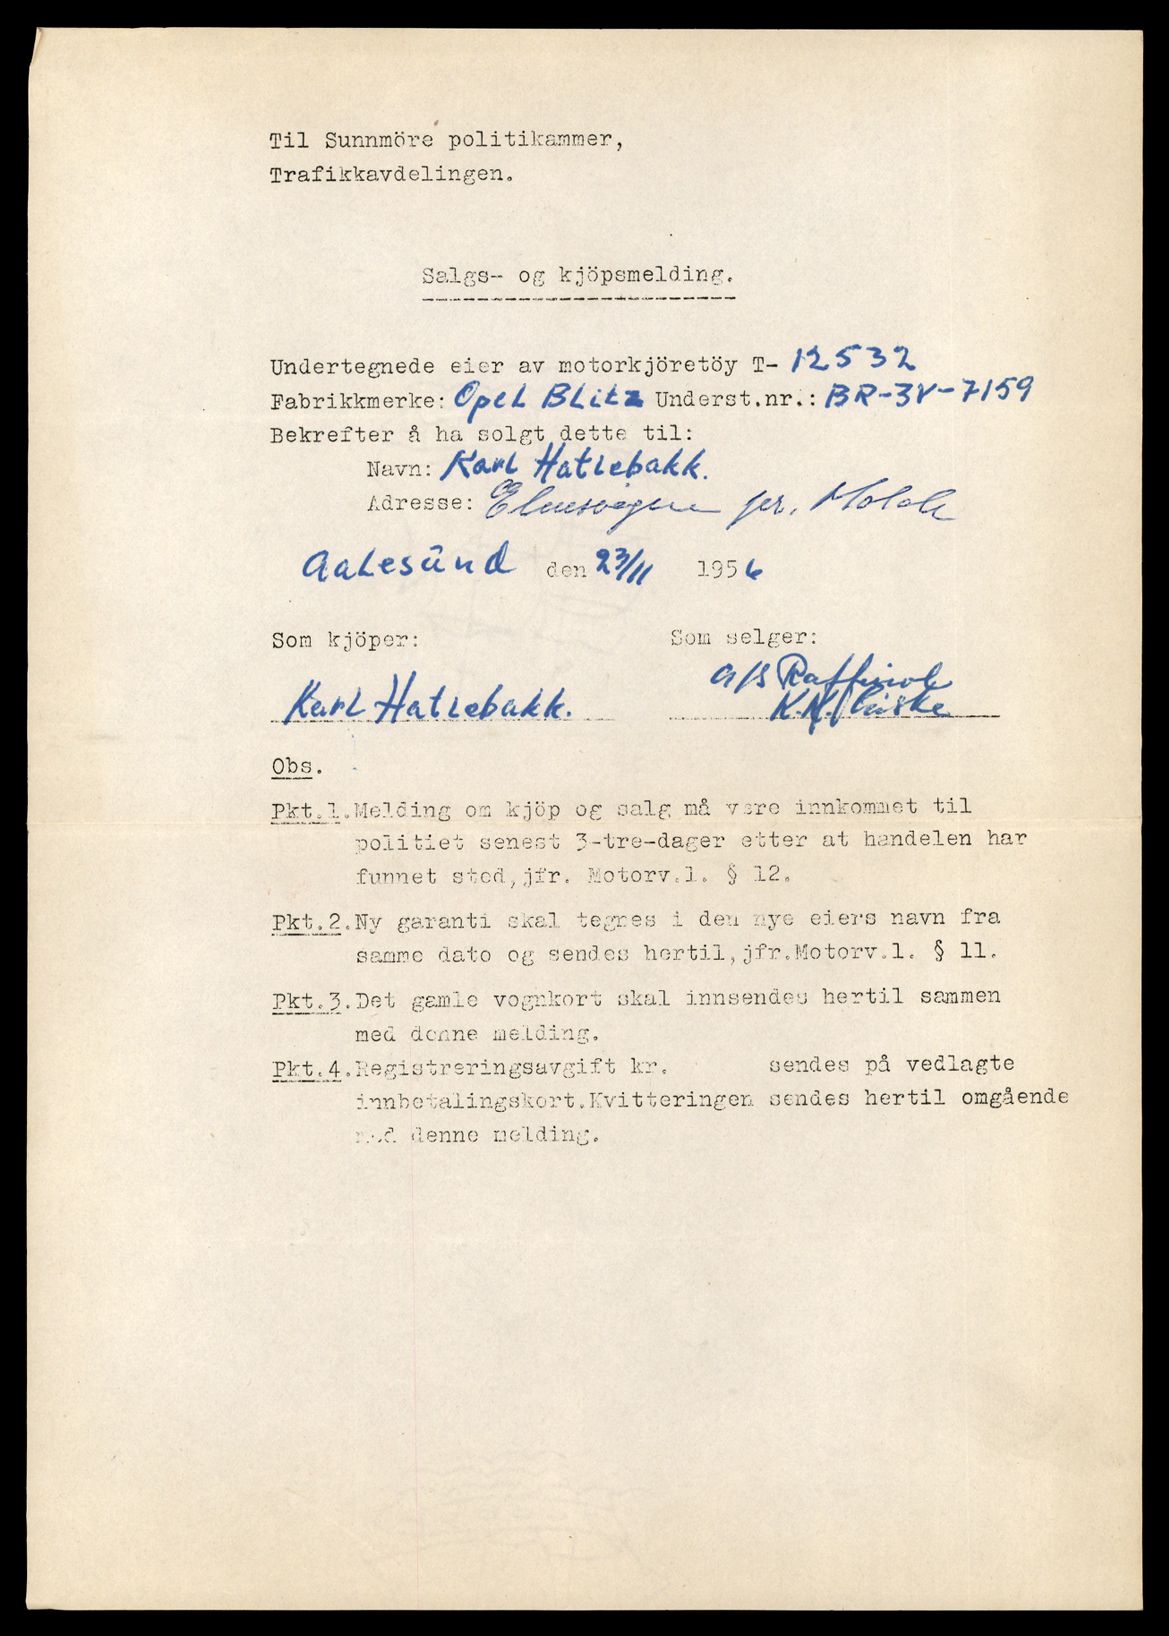 Til Sunnmöre politikammer,
Trafikkavdelingen.
Salgs- og kjöpsmelding.
Undertegnede eier av motorkjöretöy T- 12532
Fabrikkmerke: Opel Blitz Underst.nr.: BR-3V-7159
Bekrefter å ha solgt dette til:
Navn: Karl Hatlebakk.
Adresse: Elnesvågen pr. Molde
Aalesund den 23/11 1956
Som kjöper: Som selger:
a/s Raffinol
Karl Hatlebakk. K.K.
Obs.
Pkt.1.Melding om kjöp og salg må være innkommet til
politiet senest 3-tre-dager etter at handelen har
funnet sted,jfr. Motorv.l. § 12.
Pkt.2.Ny garanti skal tegnes i den nye eiers navn fra
samme dato og sendes hertil,jfr.Motorv.l. § 11.
Pkt.3.Det gamle vognkort skal innsendes hertil sammen
med denne melding.
Pkt.4.Registreringsavgift kr. sendes på vedlagte
innbetalingskort.Kvitteringen sendes hertil omgående
med denne melding.